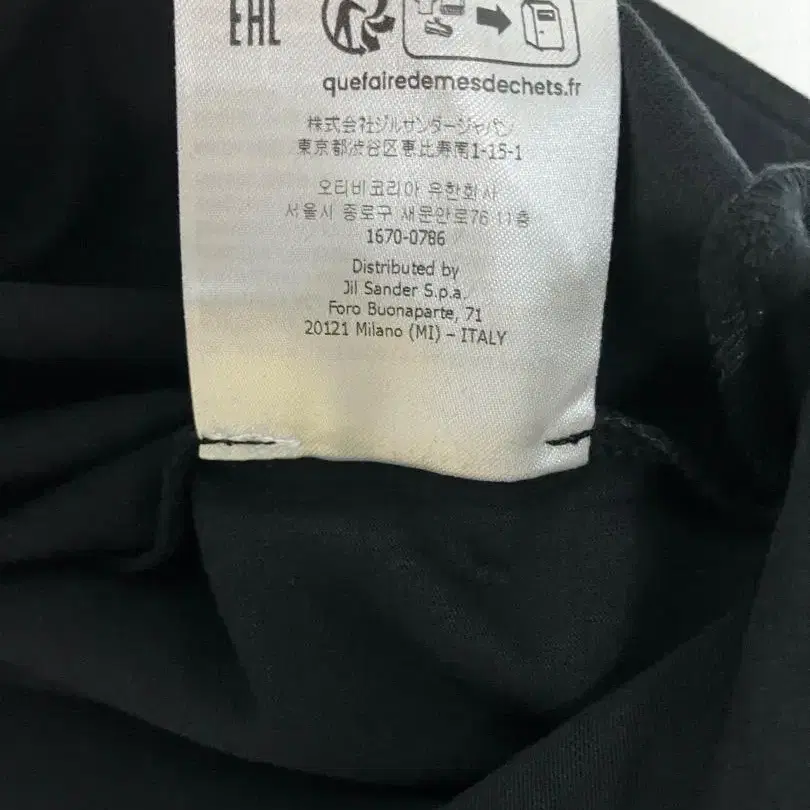 EAC
quefairedemesdechets.fr
株式会社ジルサンダージャパン
東京都渋谷区恵比寿南1-15-1
오티비코리아 유한회사
서울시 종로구 새문안로76 11층
1670-0786
Distributed by
Jil Sander S.p.a.
Foro Buonaparte, 71
20121 Milano (MI) – ITALY